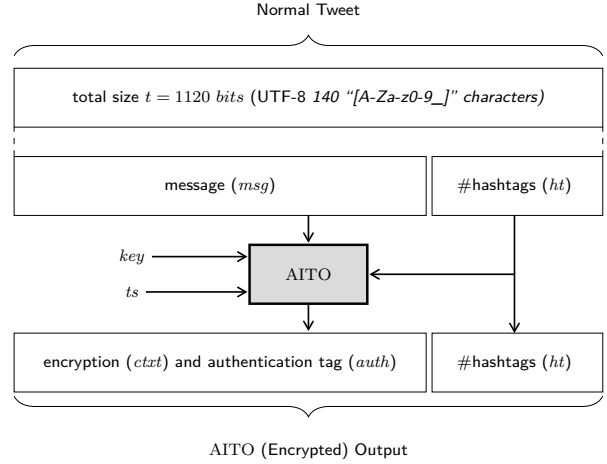 Normal Tweet
total size t = 1120 bits (UTF-8 140 “[A-Za-z0-9_]” characters)
message (msg)
#hashtags (ht)
key
AITO
ts
encryption (ctxt) and authentication tag (auth)
#hashtags (ht)
AITO (Encrypted) Output